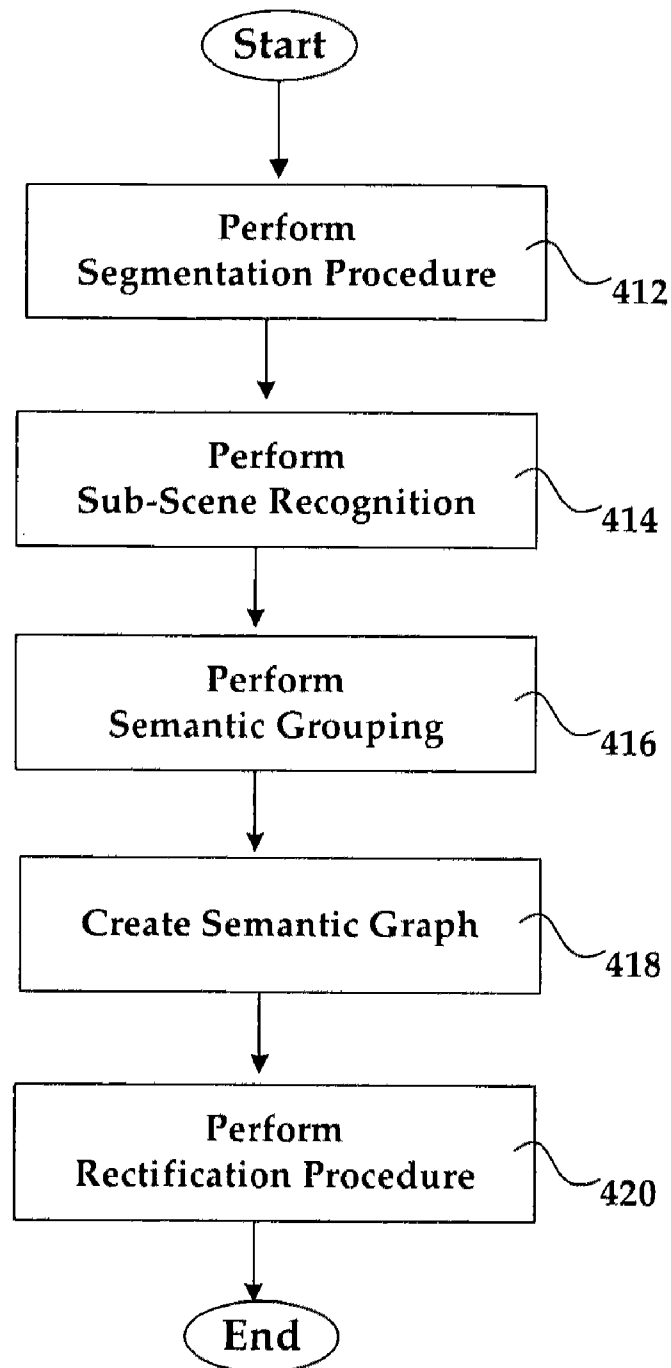 Start
Perform
Segmentation Procedure
412
Perform
Sub-Scene Recognition
414
Perform
Semantic Grouping
416
Create Semantic Graph
418
Perform
Rectification Procedure
420
End